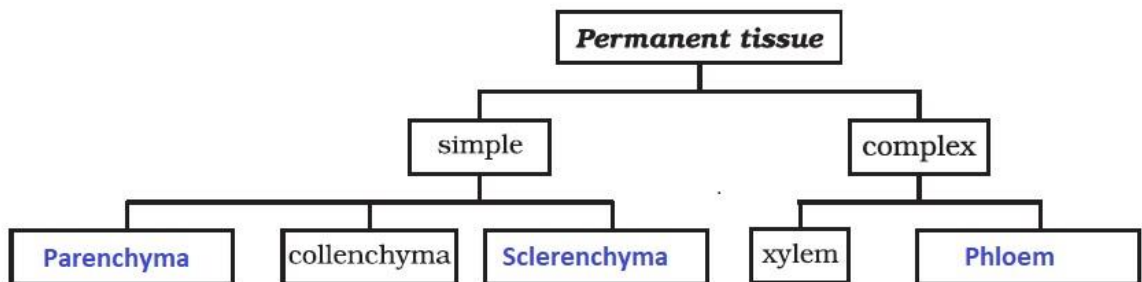 Permanent tissue
simple
complex
Parenchyma
collenchyma
Sclerenchyma
xylem
Phloem